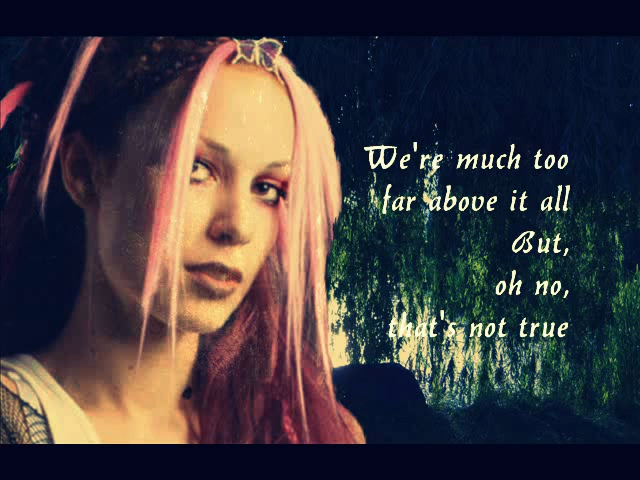 We're much too
far above it all
But,
oh no,
that's not true